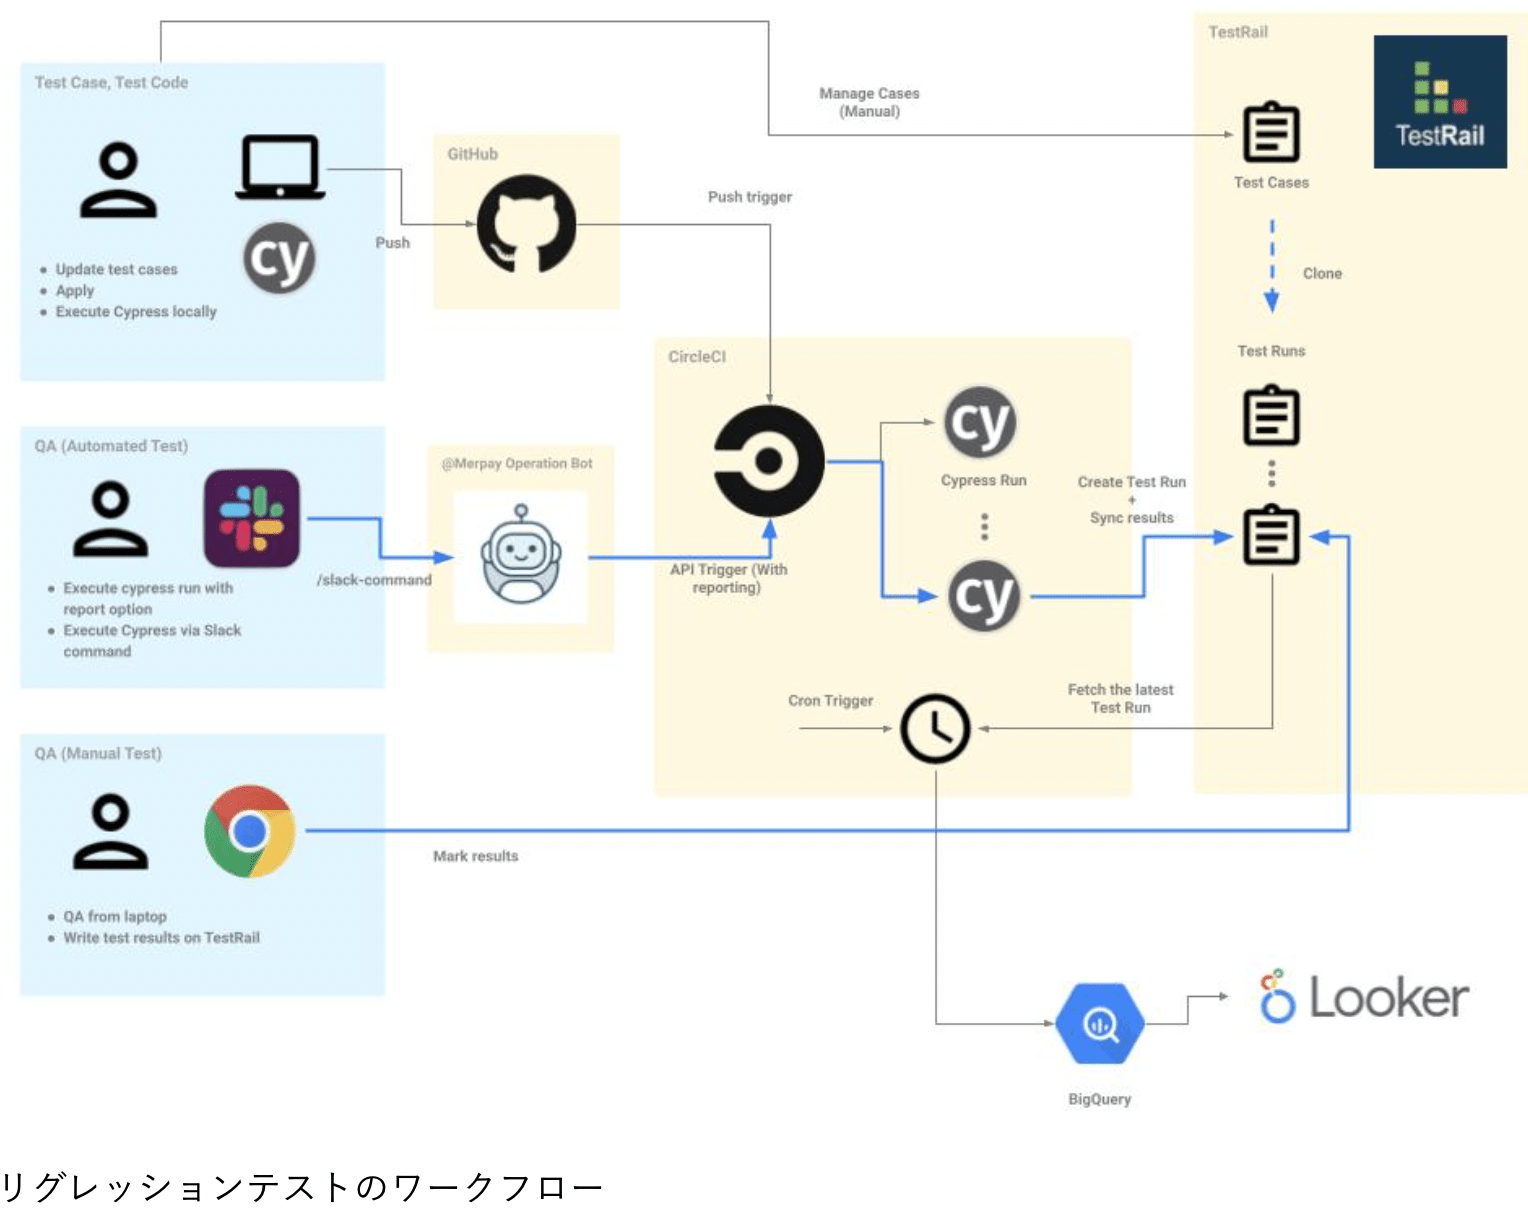 TestRail
TestRail
Test Case, Test Code
Manage Cases
(Manual)
GitHub
Test Cases
Push trigger
Push
cy
• Update test cases
• Apply
• Execute Cypress locally
Clone
Test Runs
CircleCI
cy
Cypress Run
QA (Automated Test)
@Merpay Operation Bot
Create Test Run
+
Sync results
/slack-command
API Trigger (With
reporting)
cy
• Execute cypress run with
report option
• Execute Cypress via Slack
command
Cron Trigger
Fetch the latest
Test Run
QA (Manual Test)
Mark results
• QA from laptop
• Write test results on TestRail
Looker
BigQuery
リグレッションテストのワークフロー